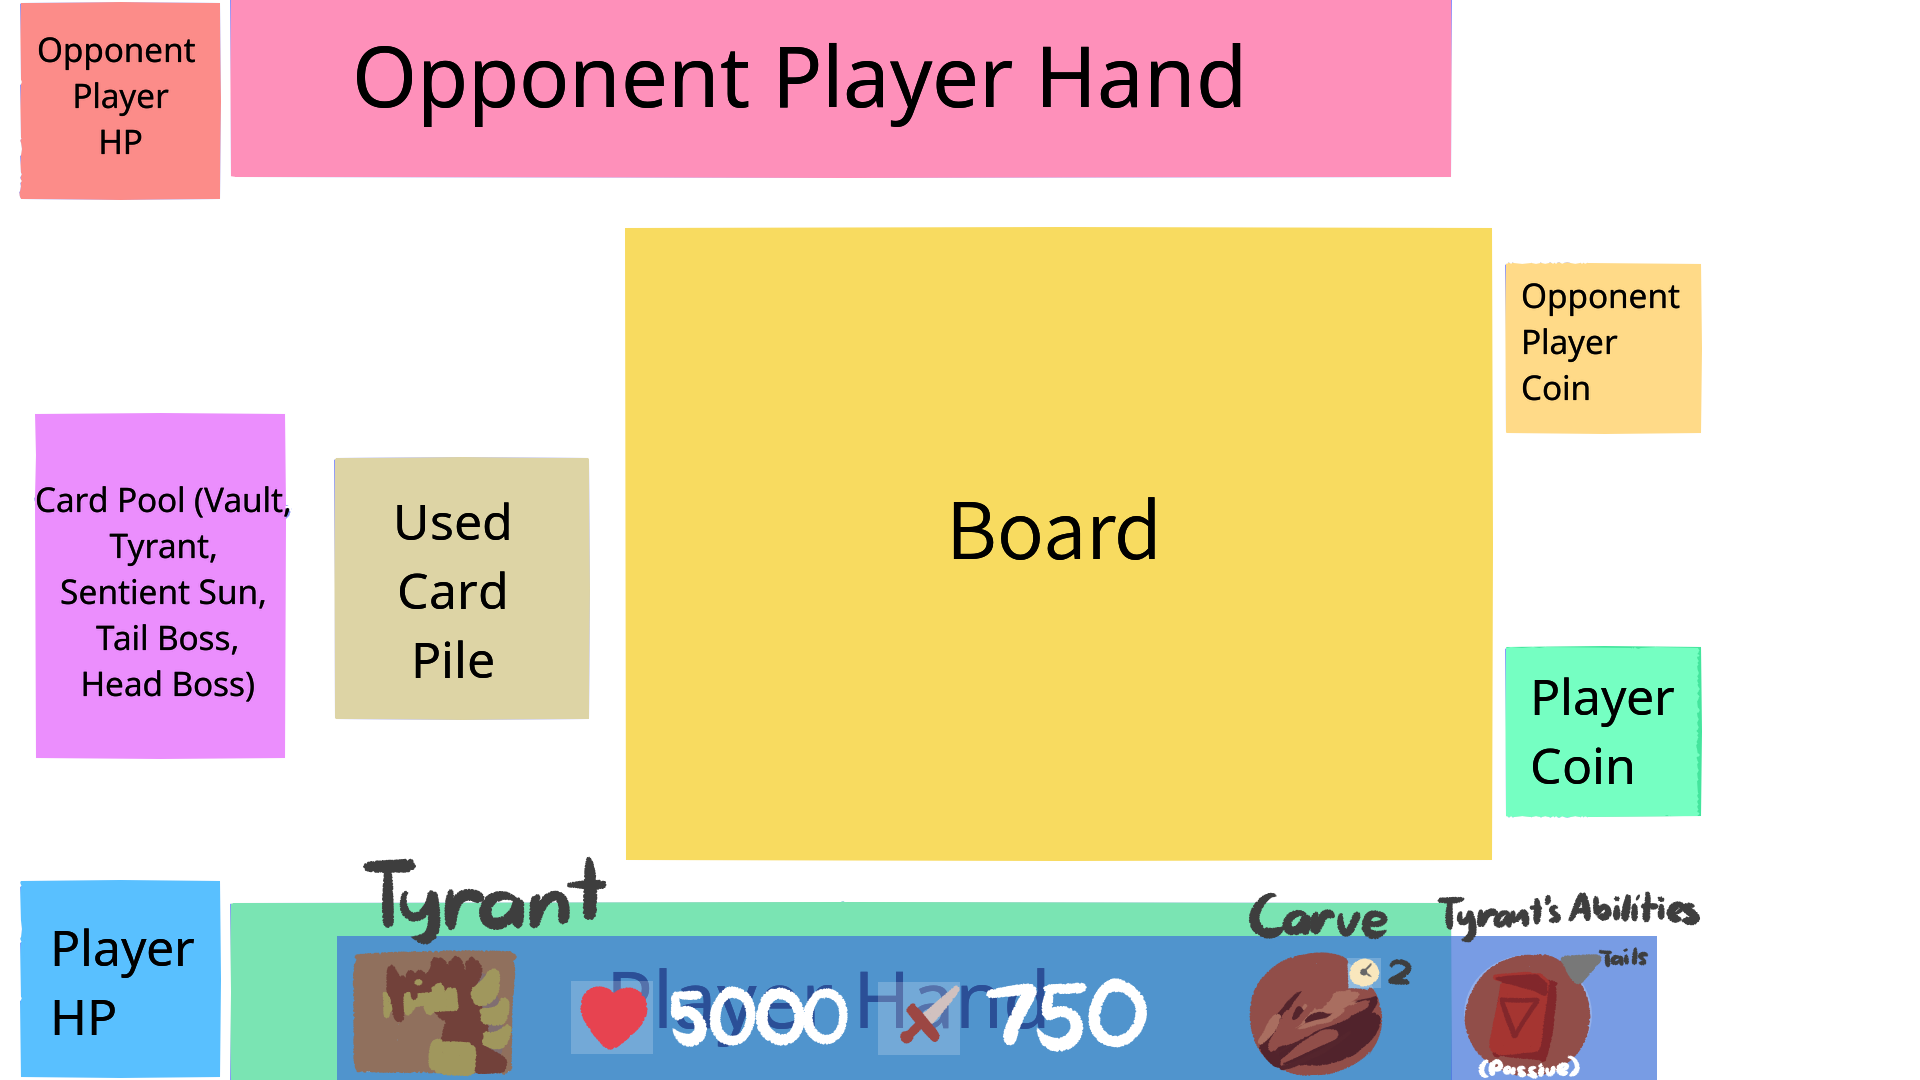 Opponent
Player
HP
Opponent Player Hand
Opponent
Player
Coin
Card Pool (Vault,
Tyrant,
Sentient Sun,
Tail Boss,
Head Boss)
Used
Card
Pile
Board
Player
Coin
Player
HP
Tyrant
Player Hand
5000
750
Carve
2
Tyrant's Abilities
Tails
(Passive)